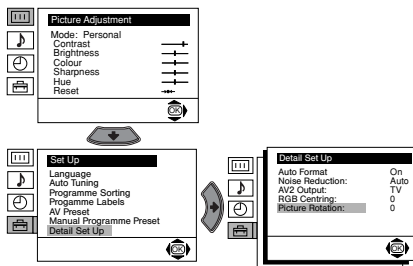 Picture Adjustment
Mode: Personal
Contrast
Brightness
Colour
Sharpness
Hue
Reset
OK
Set Up
Language
Auto Tuning
Programme Sorting
Progamme Labels
AV Preset
Manual Programme Preset
Detail Set Up
OK
Detail Set Up
Auto Format On
Noise Reduction: Auto
AV2 Output: TV
RGB Centring: 0
Picture Rotation: 0
OK